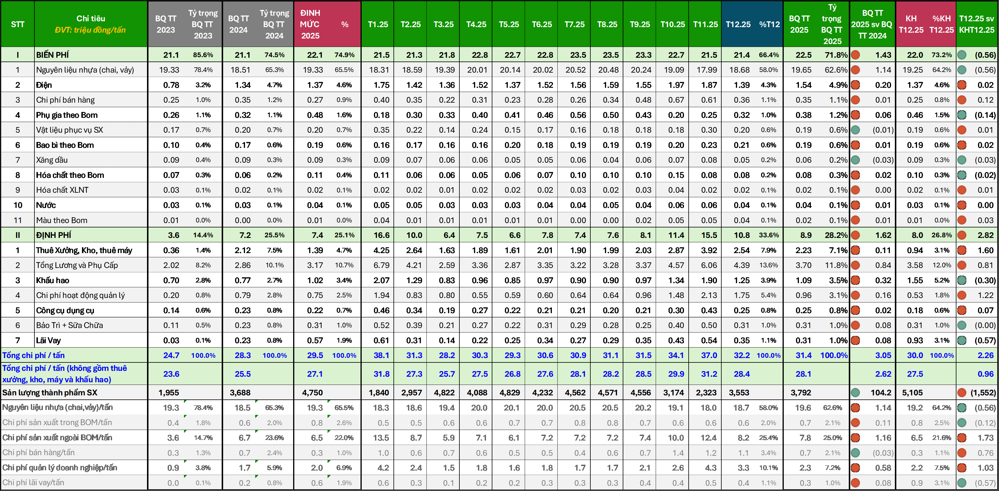 STT Chỉ tiêu ĐVT: triệu đồng/tấn BQ TT 2023 Tỷ trọng BQ TT 2023 BQ TT 2024 Tỷ trọng BQ TT 2024 ĐINH MỨC 2025 % T1.25 T2.25 T3.25 T4.25 T5.25 T6.25 T7.25 T8.25 T9.25 T10.25 T11.25 T12.25 %T12 BQ TT 2025 Tỷ trọng BQ TT 2025 BQ TT 2025 sv BQ TT 2024 KH T12.25 %KH T12.25 T12.25 sv KHT12.25
I BIẾN PHÍ 21.1 85.6% 21.1 74.5% 22.1 74.9% 21.5 21.3 21.8 22.8 22.7 22.8 23.5 23.5 23.3 22.7 21.5 21.4 66.4% 22.5 71.8% 1.43 22.0 73.2% (0.56)
1 Nguyên liệu nhựa (chai, vảy) 19.33 78.4% 18.51 65.3% 19.33 65.5% 18.31 18.59 19.39 20.01 20.14 20.02 20.52 20.48 20.24 19.09 17.99 18.68 58.0% 19.65 62.6% 1.14 19.25 64.2% (0.56)
2 Điện 0.78 3.2% 1.34 4.7% 1.37 4.6% 1.75 1.42 1.36 1.52 1.37 1.52 1.56 1.59 1.55 1.97 1.87 1.39 4.3% 1.54 4.9% 0.20 1.37 4.6% 0.02
3 Chi phí bán hàng 0.25 1.0% 0.35 1.2% 0.27 0.9% 0.40 0.35 0.22 0.31 0.23 0.28 0.26 0.26 0.34 0.48 0.67 0.61 0.36 1.1% 0.35 1.1% 0.01 0.25 0.8% 0.12
4 Phụ gia theo Bom 0.26 1.1% 0.32 1.1% 0.48 1.6% 0.18 0.30 0.33 0.40 0.41 0.46 0.56 0.50 0.43 0.20 0.25 0.32 1.0% 0.38 1.2% 0.06 0.46 1.5% (0.14)
5 Vật liệu phục vụ SX 0.17 0.7% 0.20 0.7% 0.20 0.7% 0.35 0.22 0.14 0.24 0.15 0.17 0.16 0.18 0.18 0.18 0.30 0.20 0.6% 0.19 0.6% (0.01) 0.19 0.6% 0.01
6 Bao bì theo Bom 0.10 0.4% 0.17 0.6% 0.19 0.6% 0.16 0.17 0.16 0.16 0.20 0.18 0.19 0.19 0.19 0.20 0.23 0.21 0.6% 0.19 0.6% 0.01 0.19 0.6% 0.02
7 Xăng dầu 0.09 0.4% 0.09 0.3% 0.09 0.3% 0.09 0.07 0.06 0.06 0.05 0.05 0.06 0.04 0.06 0.07 0.08 0.05 0.2% 0.06 0.2% (0.03) 0.09 0.3% (0.03)
8 Hóa chất theo Bom 0.07 0.3% 0.06 0.2% 0.11 0.4% 0.11 0.06 0.06 0.05 0.06 0.07 0.10 0.10 0.10 0.15 0.08 0.08 0.2% 0.08 0.3% 0.02 0.10 0.3% (0.02)
9 Hóa chất XLNT 0.03 0.1% 0.02 0.1% 0.02 0.1% 0.02 0.02 0.01 0.02 0.02 0.02 0.03 0.02 0.03 0.04 0.02 0.02 0.1% 0.02 0.1% 0.00 0.02 0.1% 0.01
10 Nước 0.03 0.1% 0.03 0.1% 0.04 0.1% 0.05 0.05 0.03 0.03 0.03 0.04 0.04 0.05 0.04 0.06 0.06 0.04 0.1% 0.04 0.1% 0.01 0.03 0.1% 0.00
11 Màu theo Bom 0.01 0.0% 0.00 0.0% 0.01 0.0% 0.04 0.01 0.01 0.01 0.01 0.01 0.00 0.00 0.02 0.05 0.05 0.04 0.1% 0.02 0.1% 0.01 0.01 0.0% 0.03
II ĐỊNH PHÍ 3.6 14.4% 7.2 25.5% 7.4 25.1% 16.6 10.0 6.4 7.5 6.6 7.8 7.4 7.6 8.1 11.4 15.5 10.8 33.6% 8.9 28.2% 1.62 8.0 26.8% 2.82
1 Thuê Xưởng, Kho, thuê máy 0.36 1.4% 2.12 7.5% 1.39 4.7% 4.25 2.64 1.63 1.89 1.61 2.01 1.90 1.99 2.03 2.87 3.92 2.54 7.9% 2.23 7.1% 0.11 0.94 3.1% 1.60
2 Tổng Lương và Phụ Cấp 2.02 8.2% 2.86 10.1% 3.17 10.7% 6.79 4.21 2.59 3.36 2.87 3.35 3.22 3.28 3.37 4.57 6.06 4.39 13.6% 3.70 11.8% 0.84 3.58 12.0% 0.81
3 Khấu hao 0.70 2.8% 0.77 2.7% 1.02 3.4% 2.07 1.29 0.83 0.96 0.85 0.97 0.90 0.90 0.97 1.34 1.90 1.25 3.9% 1.09 3.5% 0.32 1.55 5.2% (0.30)
4 Chi phí hoạt động quản lý 0.20 0.8% 0.79 2.8% 0.75 2.5% 1.94 0.83 0.80 0.55 0.59 0.60 0.64 0.64 0.96 1.48 2.13 1.75 5.4% 0.96 3.1% 0.16 0.53 1.8% 1.22
5 Công cụ dụng cụ 0.14 0.6% 0.23 0.8% 0.22 0.7% 0.46 0.34 0.19 0.27 0.22 0.21 0.21 0.20 0.21 0.30 0.43 0.25 0.8% 0.25 0.8% 0.02 0.18 0.6% 0.07
6 Bảo Trì + Sữa Chữa 0.11 0.5% 0.23 0.8% 0.31 1.0% 0.52 0.39 0.21 0.27 0.22 0.31 0.29 0.28 0.25 0.40 0.50 0.31 1.0% 0.31 1.0% 0.08 0.31 1.0% (0.00)
7 Lãi Vay 0.03 0.1% 0.23 0.8% 0.57 1.9% 0.61 0.31 0.14 0.22 0.25 0.34 0.27 0.29 0.35 0.43 0.54 0.35 1.1% 0.31 1.0% 0.08 0.93 3.1% (0.57)
Tổng chi phí / tấn 24.7 100.0% 28.3 100.0% 29.5 100.0% 38.1 31.3 28.2 30.3 29.3 30.6 30.9 31.1 31.5 34.1 37.0 32.2 100.0% 31.4 100.0% 3.05 30.0 100.0% 2.26
Tổng chi phí / tấn (không gồm thuê xưởng, kho, máy và khấu hao) 23.6 25.5 27.1 31.8 27.3 25.7 27.5 26.8 27.6 28.1 28.2 28.5 29.9 31.2 28.4 28.1 2.62 27.5 0.96
Sản lượng thành phẩm SX 1,955 3,688 4,750 1,840 2,957 4,822 4,088 4,829 4,232 4,562 4,571 4,556 3,174 2,323 3,553 3,792 104.2 5,105 (1,552)
Nguyên liệu nhựa (chai,vảy)/tấn 19.3 78.4% 18.5 65.3% 19.3 65.5% 18.3 18.6 19.4 20.0 20.1 20.0 20.5 20.5 20.2 19.1 18.0 18.7 58.0% 19.6 62.6% 1.14 19.2 64.2% (0.56)
Chi phí sản xuất trong BOM/tấn 0.4 1.8% 0.6 2.0% 0.8 2.6% 0.5 0.5 0.6 0.6 0.7 0.7 0.8 0.8 0.7 0.6 0.6 0.6 2.0% 0.7 2.1% 0.11 0.8 2.5% (0.12)
Chi phí sản xuất ngoài BOM/tấn 3.6 14.7% 6.7 23.6% 6.5 22.0% 13.5 8.7 5.9 7.1 6.1 7.2 7.2 7.2 7.4 10.0 12.4 8.2 25.4% 7.8 25.0% 1.16 6.5 21.6% 1.73
Chi phí bán hàng/tấn 0.3 1.3% 0.7 2.4% 0.3 1.0% 1.0 0.6 0.7 0.6 0.5 0.5 0.4 0.6 0.7 1.4 1.2 1.1 3.4% 0.7 2.1% (0.03) 0.3 1.1% 0.76
Chi phí quản lý doanh nghiệp/tấn 0.9 3.8% 1.7 5.9% 2.0 6.9% 4.2 2.4 1.5 1.8 1.6 1.8 1.7 1.7 2.1 2.6 4.3 3.3 10.1% 2.3 7.2% 0.58 2.2 7.5% 1.03
Chi phí lãi vay/tấn 0.0 0.1% 0.2 0.8% 0.6 1.9% 0.6 0.3 0.1 0.2 0.2 0.3 0.3 0.3 0.4 0.4 0.5 0.4 1.1% 0.3 1.0% 0.08 0.9 3.1% (0.57)